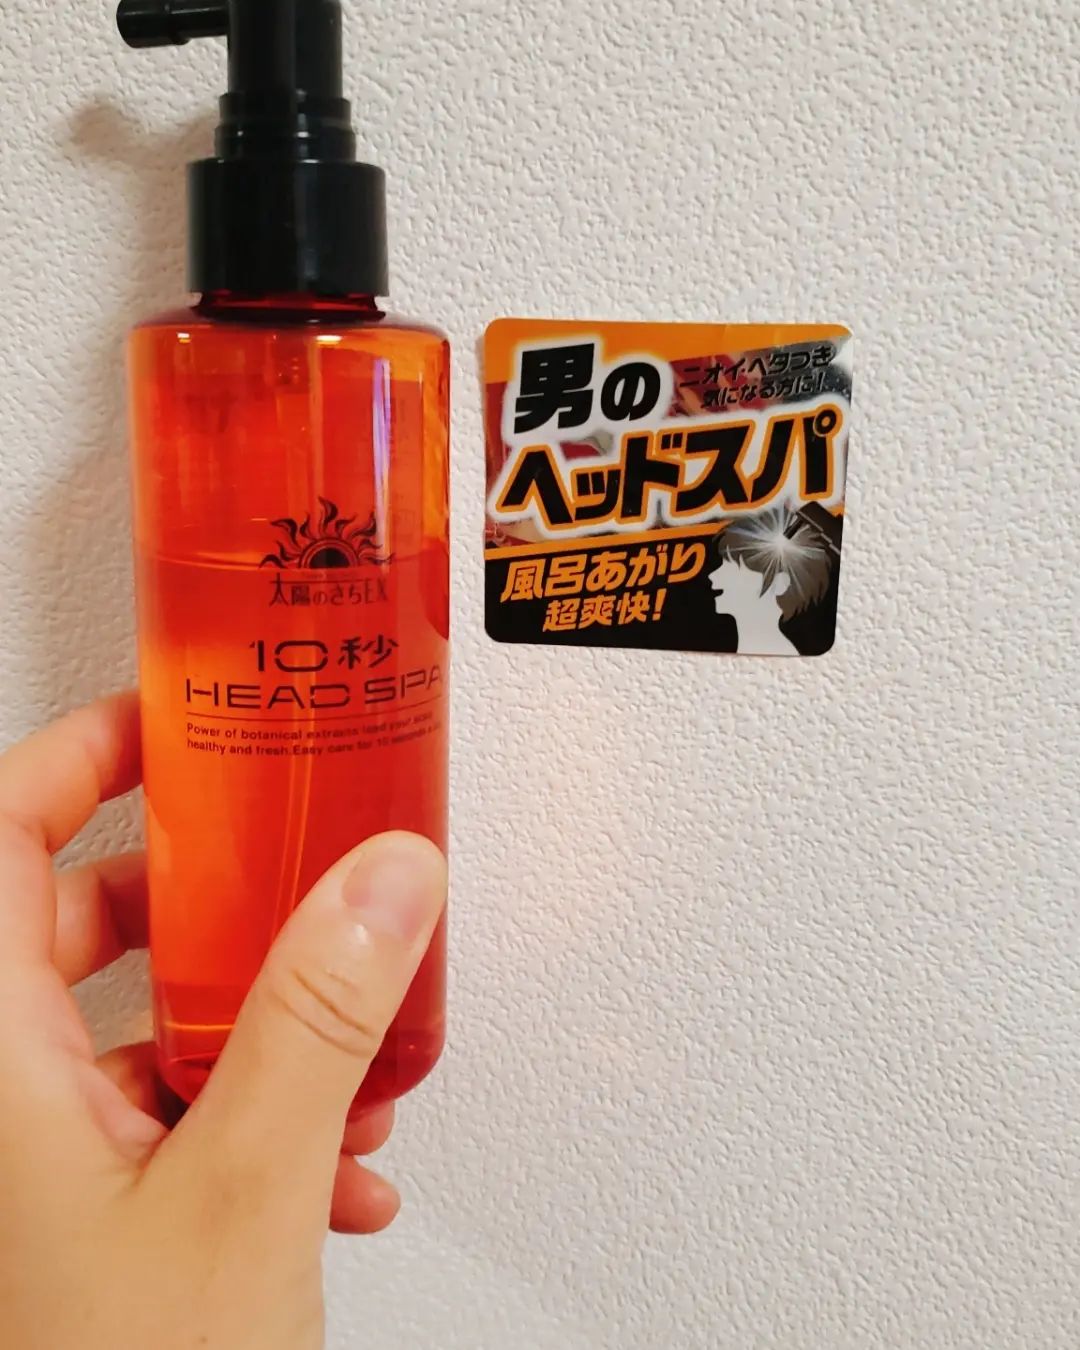 太陽のさちEX
10秒
HEAD SPA
Power of botanical extracts lead your scalp
healthy and fresh.Easy care for 10 seconds a
男の
ニオイ・ベタつき
気になる方に!
ヘッドスパ
風呂あがり
超爽快!